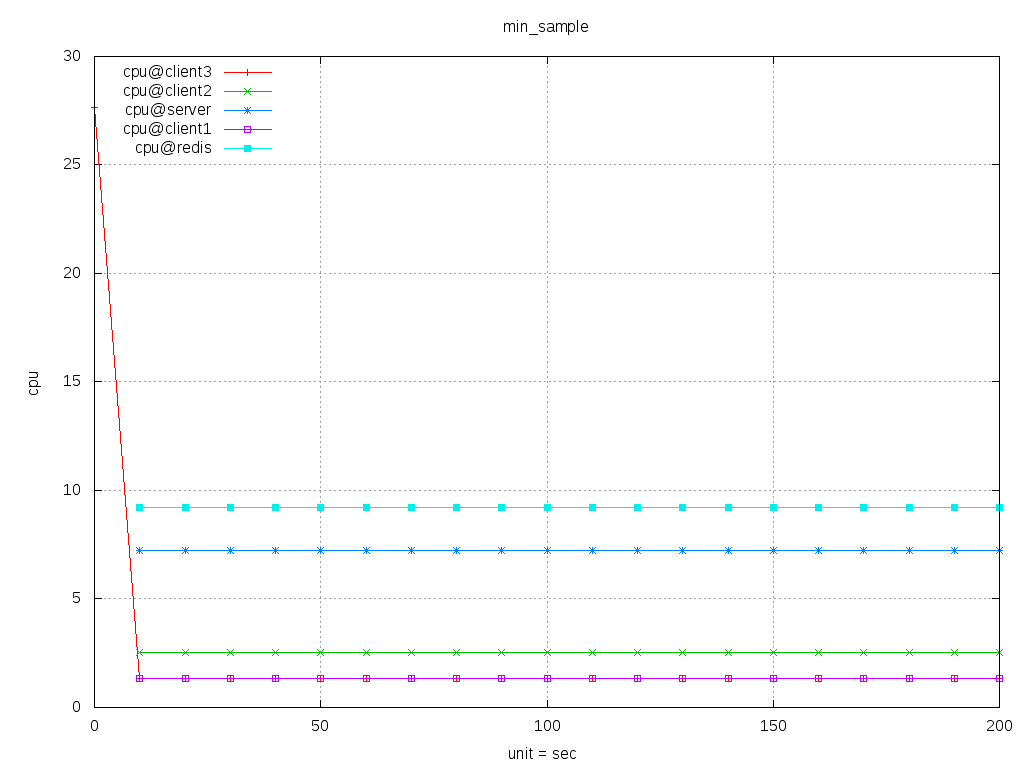 min_sample
cpu@client3
cpu@client2
cpu@server
cpu@client1
cpu@redis
30
25
20
15
10
5
0
cpu
0 50 100 150 200
unit = sec